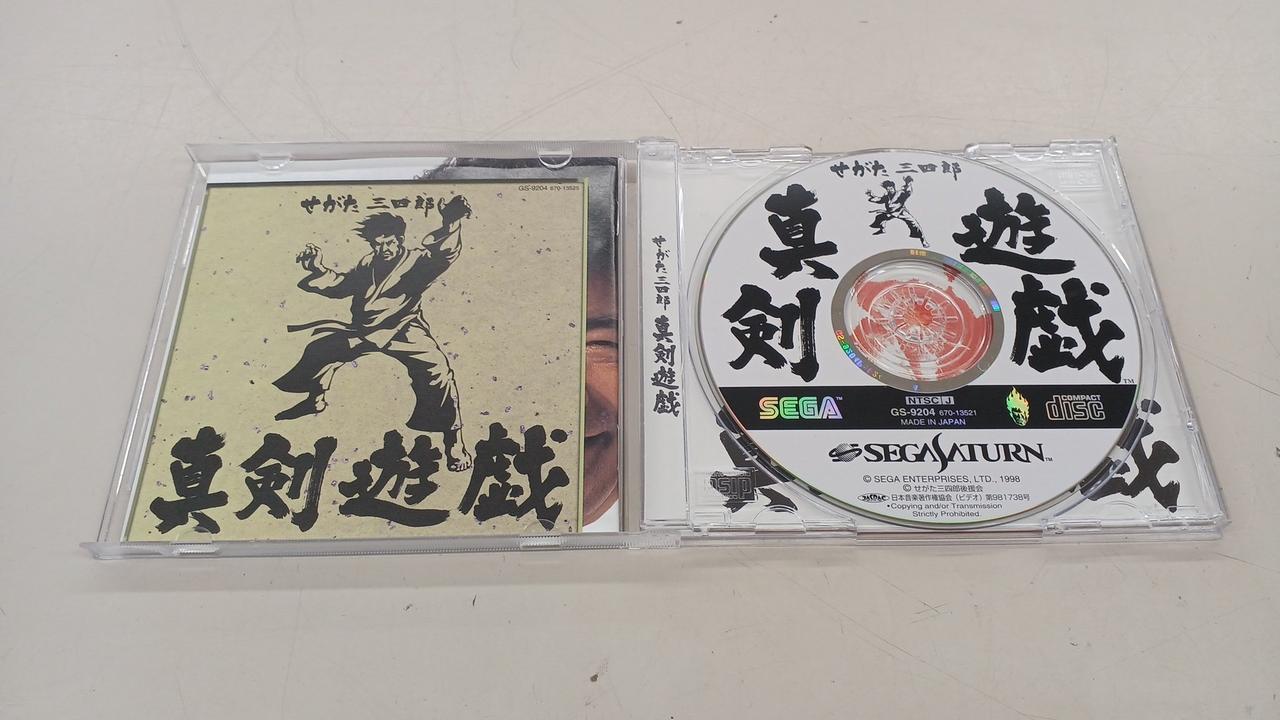 GS-9204 670-13525
せがた三四郎
真剣遊戯
せがた三四郎 真剣遊戯
せがた三四郎
真剣
遊戯
TM
SEGA™
NTSC J
GS-9204 670-13521
MADE IN JAPAN
COMPACT
disc
SEGA SATURN™
© SEGA ENTERPRISES, LTD., 1998
© せがた三四郎後援会
日本音楽著作権協会(ビデオ)第981738号
•Copying and/or Transmission
Strictly Prohibited.